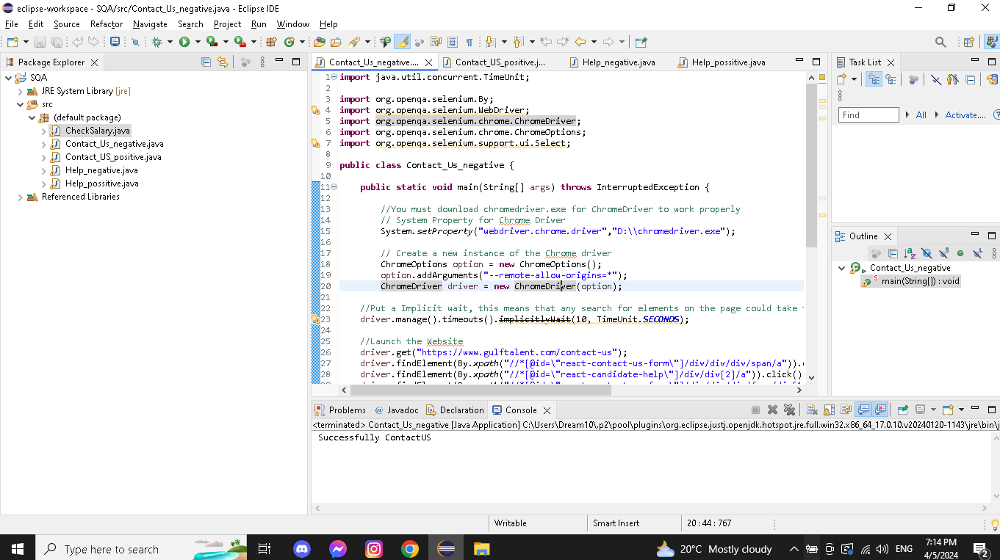 eclipse-workspace - SQA/src/Contact_Us_negative.java - Eclipse IDE
File Edit Source Refactor Navigate Search Project Run Window Help
Package Explorer
SQA
JRE System Library [jre]
src
(default package)
CheckSalary.java
Contact_Us_negative.java
Contact_US_positive.java
Help_negative.java
Help_possitive.java
Referenced Libraries
Contact_Us_negative.... Contact_US_positive.j... Help_negative.java Help_possitive.java
1 import java.util.concurrent.TimeUnit;
2
3 import org.openqa.selenium.By;
4 import org.openqa.selenium.WebDriver;
5 import org.openqa.selenium.chrome.ChromeDriver;
6 import org.openqa.selenium.chrome.ChromeOptions;
7 import org.openqa.selenium.support.ui.Select;
8
9 public class Contact_Us_negative {
10
11 public static void main(String[] args) throws InterruptedException {
12
13 //You must download chromedriver.exe for ChromeDriver to work properly
14 // System Property for Chrome Driver
15 System.setProperty("webdriver.chrome.driver","D:\\chromedriver.exe");
16
17 // Create a new instance of the Chrome driver
18 ChromeOptions option = new ChromeOptions();
19 option.addArguments("--remote-allow-origins=*");
20 ChromeDriver driver = new ChromeDriver(option);
21
22 //Put a Implicit wait, this means that any search for elements on the page could take
23 driver.manage().timeouts().implicitlyWait(10, TimeUnit.SECONDS);
24
25 //Launch the Website
26 driver.get("https://www.gulftalent.com/contact-us");
27 driver.findElement(By.xpath("//*[@id=\"react-contact-us-form\"]/div/div/div/span/a")).
28 driver.findElement(By.xpath("//*[@id=\"react-candidate-help\"]/div/div[2]/a")).click()
Task List
Find All Activate....
Outline
Contact_Us_negative
main(String[]) : void
Problems Javadoc Declaration Console
<terminated> Contact_Us_negative [Java Application] C:\Users\Dream10\.p2\pool\plugins\org.eclipse.justj.openjdk.hotspot.jre.full.win32.x86_64_17.0.10.v20240120-1143\jre\bin\j
Successfully ContactUS
Writable Smart Insert 20 : 44 : 767
Type here to search
20°C Mostly cloudy
ENG
7:14 PM
4/5/2024
2